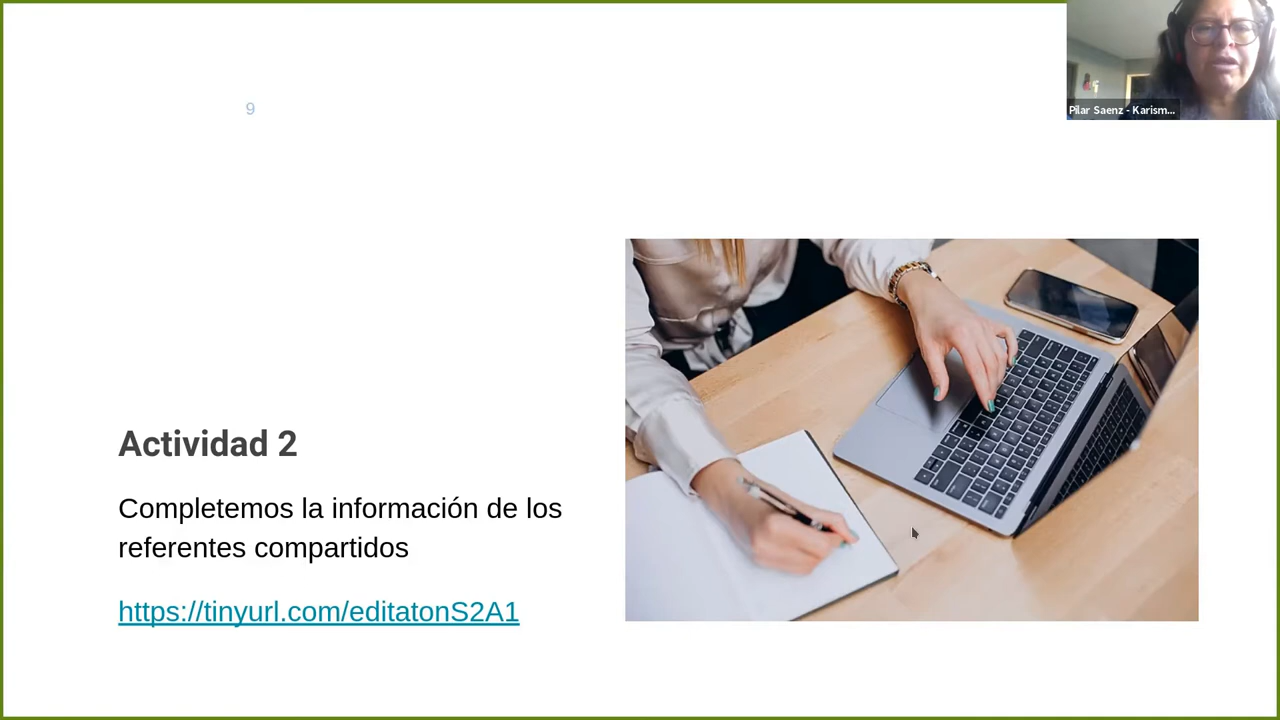 9
Pilar Saenz - Karism...
Actividad 2
Completemos la información de los
referentes compartidos
https://tinyurl.com/editatonS2A1